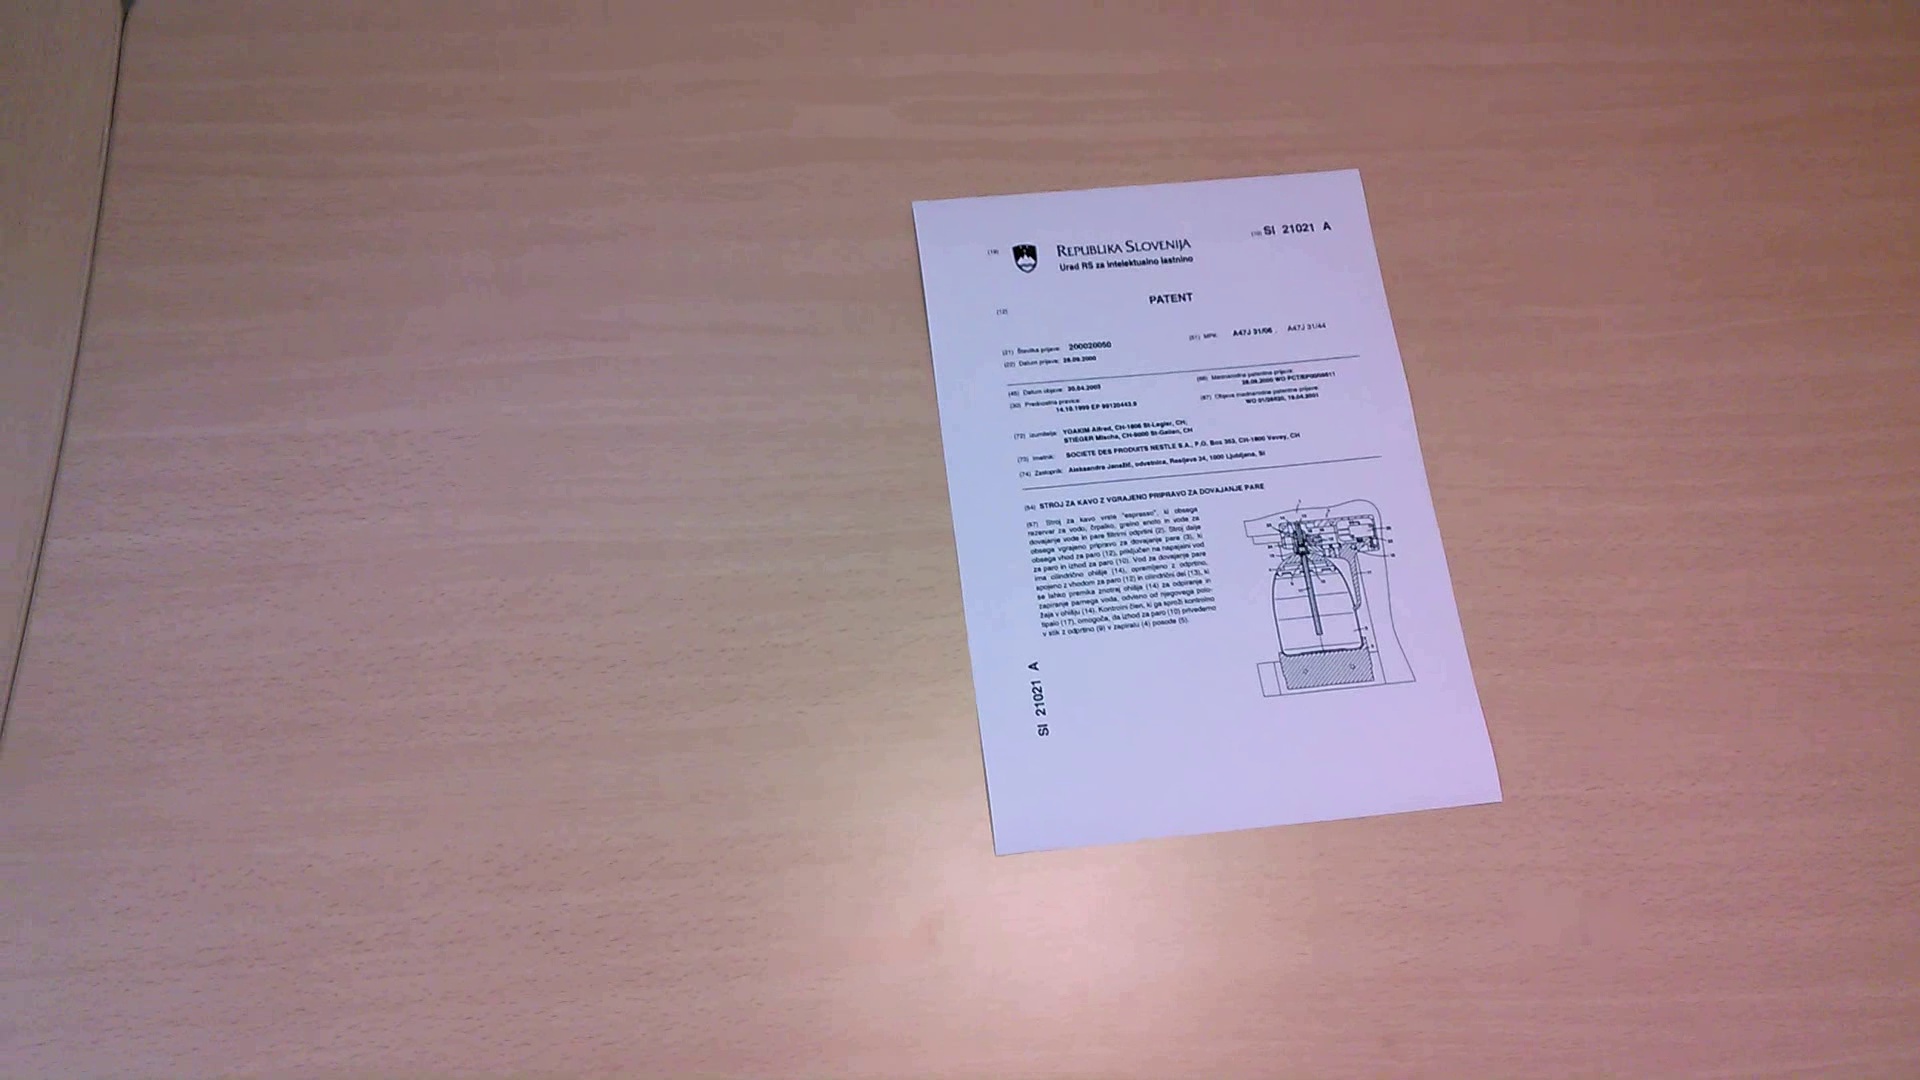 (19) REPUBLIKA SLOVENIJA
Urad RS za intelektualno lastnino
(10) SI 21021 A
(12) PATENT
(21) Številka prijave: 200020050
(22) Datum prijave: 28.09.2000
(51) MPK: A47J 31/06, A47J 31/44
(45) Datum objave: 30.04.2003
(30) Prednostna pravica:
14.10.1999 EP 99120443.9
(86) Mednarodna patentna prijava:
28.09.2000 WO
(87) Objava mednarodne patentne prijave:
WO 01/26520, 19.04.2001
(72) Izumitelja: YOAKIM Alfred, CH-1806 St-Legier, CH;
STIEGER Mischa, CH-9000 St-Gallen, CH
(73) Imetnik: SOCIETE DES PRODUITS NESTLE S.A., P.O. Box 353, CH-1800 Vevey, CH
(74) Zastopnik: Aleksandra Janežič, odvetnica, Resljeva 24, 1000 Ljubljana, SI
(54) STROJ ZA KAVO Z VGRAJENO PRIPRAVO ZA DOVAJANJE PARE
(57) Stroj za kavo vrste "espresso", ki obsega
rezervar za vodo, črpalko, grelno enoto in voda za
dovajanje vode in pare filtrirni odprtini (2). Stroj dalje
obsega vgrajeno pripravo za dovajanje pare (3), ki
obsega vhod za paro (12), priključen na napajalni vod
za paro in izhod za paro (10). Vod za dovajanje pare
ima cilindrično ohišje (14), opremljeno z odprtino,
spojeno z vhodom za paro (12) in cilindrični del (13), ki
se lahko premika znotraj ohišja (14) za odpiranje in
zapiranje parnega voda, odvisno od njegovega polo-
žaja v ohišju (14). Kontrolni člen, ki ga sproži kontrolno
tipalo (17), omogoča, da izhod za paro (10) privedemo
v stik z odprtino (9) v zapiralu (4) posode (5).
SI 21021 A